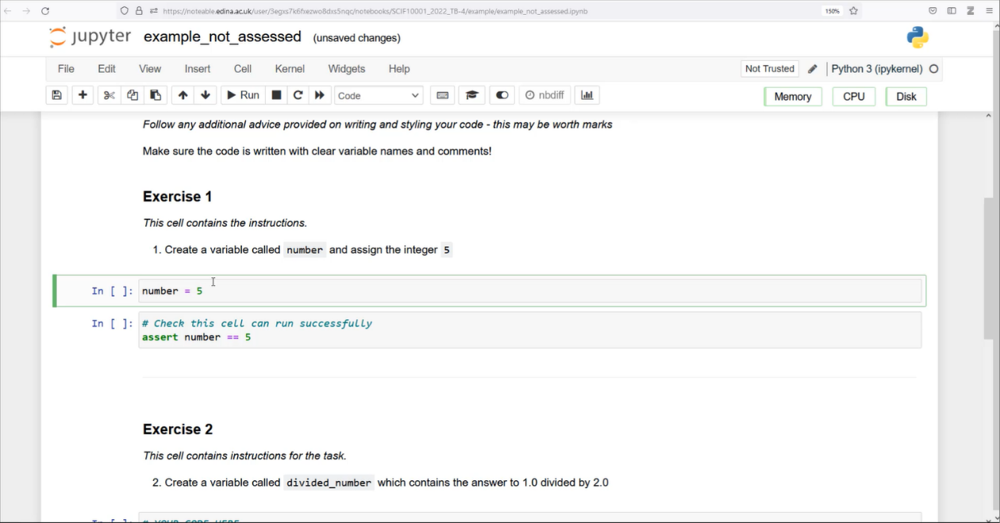 https://noteable.edina.ac.uk/user/3egxs7k6fxezwo8dxs5nqc/notebooks/SCIF10001_2022_TB-4/example/example_not_assessed.ipynb 150%
jupyter example_not_assessed (unsaved changes)
File Edit View Insert Cell Kernel Widgets Help Not Trusted Python 3 (ipykernel)
Run Code nbdiff Memory CPU Disk
Follow any additional advice provided on writing and styling your code - this may be worth marks
Make sure the code is written with clear variable names and comments!
Exercise 1
This cell contains the instructions.
1. Create a variable called number and assign the integer 5
In [ ]: number = 5
In [ ]: # Check this cell can run successfully
assert number == 5
Exercise 2
This cell contains instructions for the task.
2. Create a variable called divided_number which contains the answer to 1.0 divided by 2.0
In [ ]: # YOUR CODE HERE